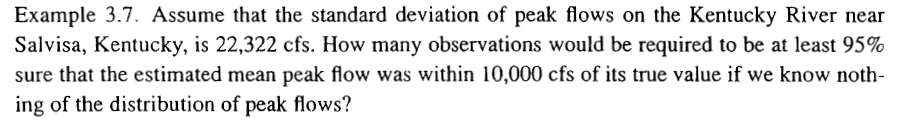 Example 3.7. Assume that the standard deviation of peak flows on the Kentucky River near
Salvisa, Kentucky, is 22,322 cfs. How many observations would be required to be at least 95%
sure that the estimated mean peak flow was within 10,000 cfs of its true value if we know noth-
ing of the distribution of peak flows?